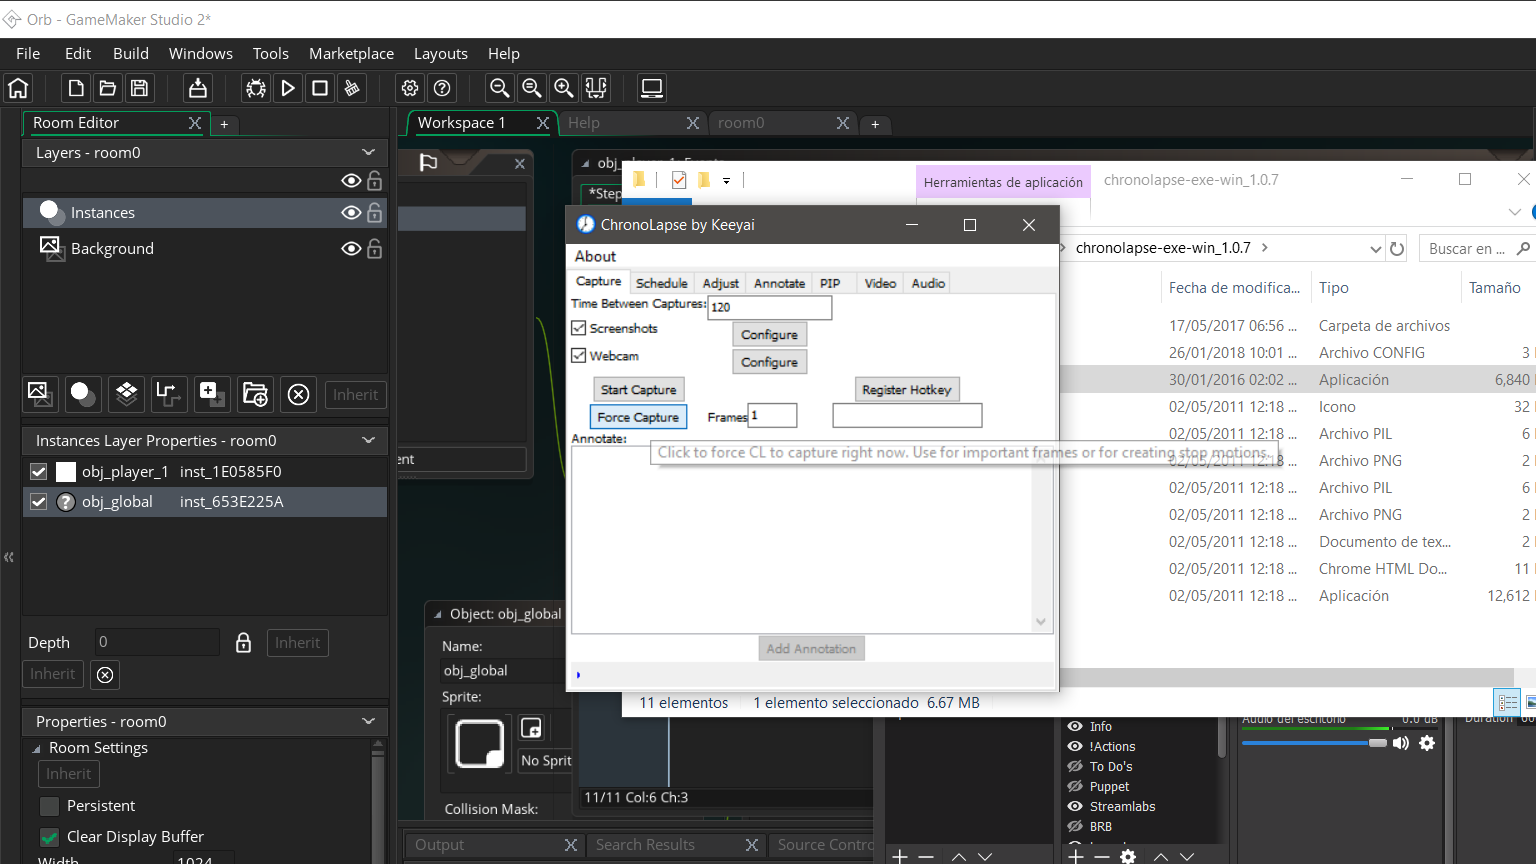 Orb - GameMaker Studio 2*
File Edit Build Windows Tools Marketplace Layouts Help
Room Editor
Workspace 1
Help
room0
Layers - room0
Instances
Background
Inherit
Instances Layer Properties - room0
obj_player_1 inst_1E0585F0
obj_global inst_653E225A
Depth 0 Inherit
Inherit
Properties - room0
Room Settings
Inherit
Persistent
Clear Display Buffer
Width 1024
*Step
ent
Object: obj_global
Name:
obj_global
Sprite:
No Sprit
Collision Mask:
11/11 Col:6 Ch:3
Output
Search Results
Source Contro
Herramientas de aplicación
chronolapse-exe-win_1.0.7
chronolapse-exe-win_1.0.7
Buscar en ...
Fecha de modifica... Tipo Tamaño
17/05/2017 06:56 ... Carpeta de archivos
26/01/2018 10:01 ... Archivo CONFIG 3
30/01/2016 02:02 ... Aplicación 6,840
02/05/2011 12:18 ... Icono 32
02/05/2011 12:18 ... Archivo PIL 6
02/05/2011 12:18 ... Archivo PNG 2
02/05/2011 12:18 ... Archivo PIL 6
02/05/2011 12:18 ... Archivo PNG 2
02/05/2011 12:18 ... Documento de tex... 2
02/05/2011 12:18 ... Chrome HTML Do... 11
02/05/2011 12:18 ... Aplicación 12,612
11 elementos 1 elemento seleccionado 6.67 MB
ChronoLapse by Keeyai
About
Capture Schedule Adjust Annotate PIP Video Audio
Time Between Captures: 120
Screenshots Configure
Webcam Configure
Start Capture Register Hotkey
Force Capture Frames 1
Annotate:
Click to force CL to capture right now. Use for important frames or for creating stop motions.
Add Annotation
Info
!Actions
To Do's
Puppet
Streamlabs
BRB
Audio del escritorio 0.0 dB